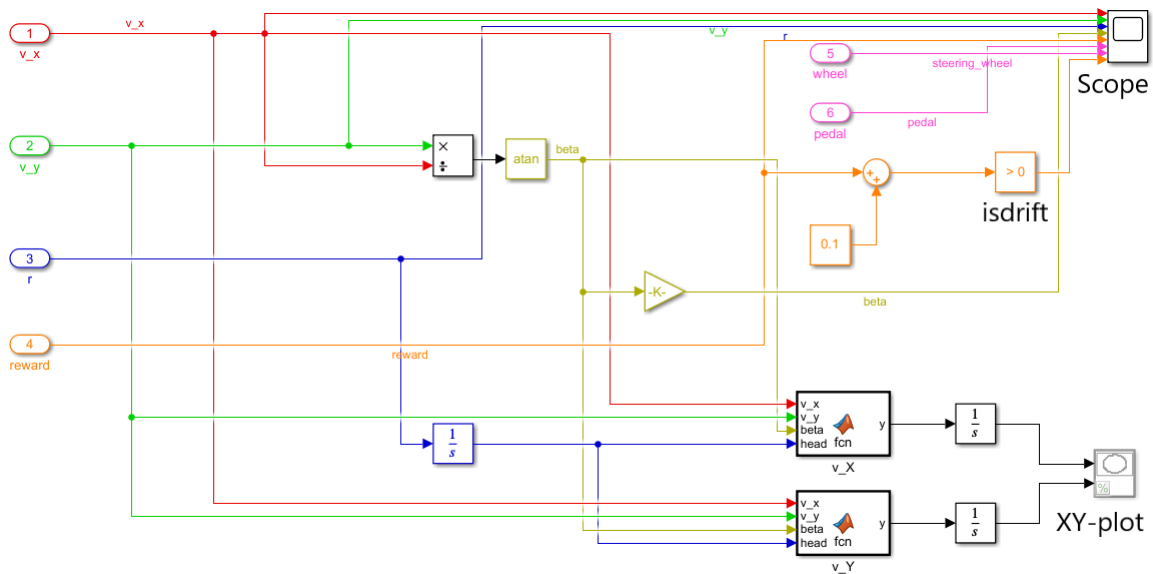 v_x
1
v_x
v_y
r
5
wheel
steering_wheel
Scope
6
pedal
pedal
2
v_y
×
÷
atan
beta
+
+
> 0
isdrift
0.1
3
r
-K-
beta
4
reward
reward
v_x
v_y
beta
head
fcn
y
v_X
1
s
1
s
v_x
v_y
beta
head
fcn
y
v_Y
1
s
%
XY-plot